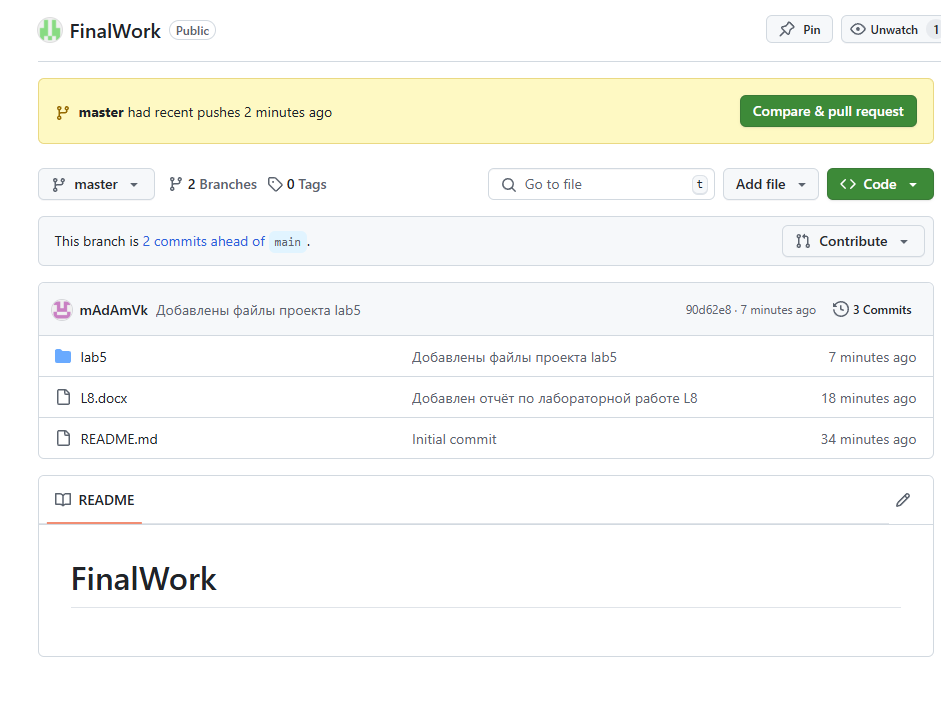 FinalWork Public Pin Unwatch 1
master had recent pushes 2 minutes ago Compare & pull request
master 2 Branches 0 Tags Go to file t Add file Code
This branch is 2 commits ahead of main . Contribute
mAdAmVk Добавлены файлы проекта lab5 90d62e8 · 7 minutes ago 3 Commits
lab5 Добавлены файлы проекта lab5 7 minutes ago
L8.docx Добавлен отчёт по лабораторной работе L8 18 minutes ago
README.md Initial commit 34 minutes ago
README
FinalWork